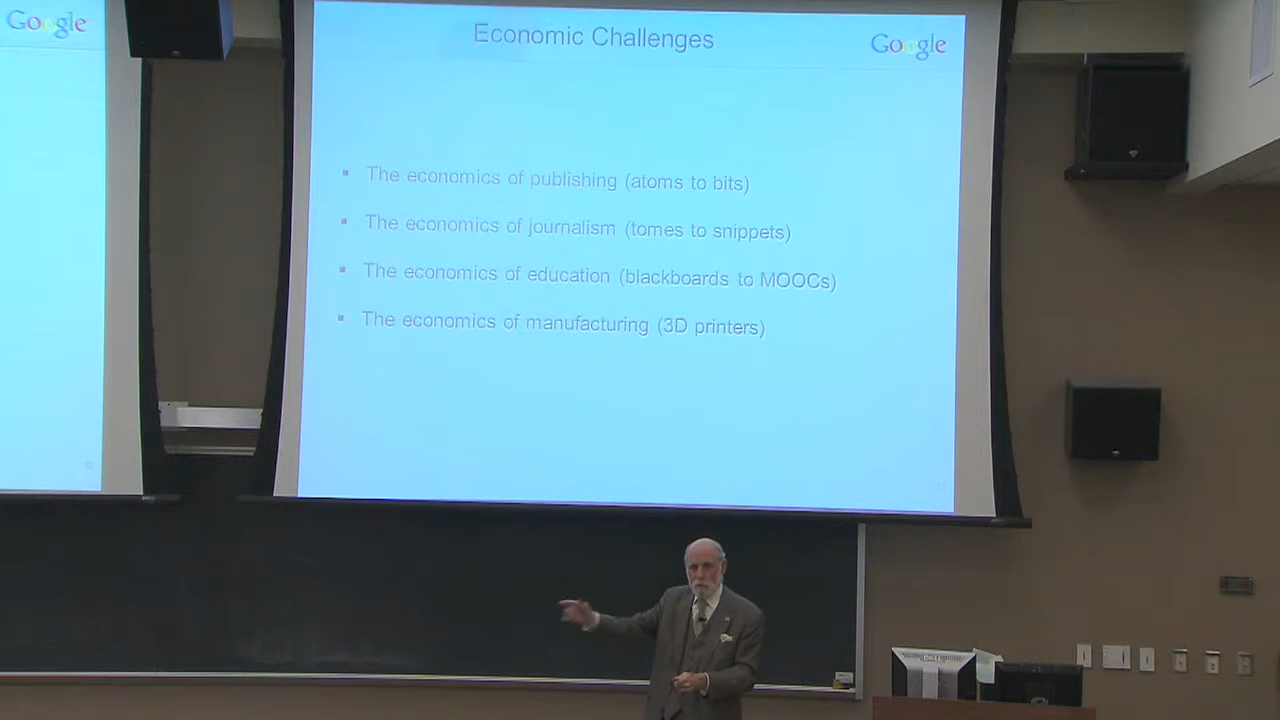 Google
Economic Challenges
Google
▪ The economics of publishing (atoms to bits)
▪ The economics of journalism (tomes to snippets)
▪ The economics of education (blackboards to MOOCs)
▪ The economics of manufacturing (3D printers)
DELL